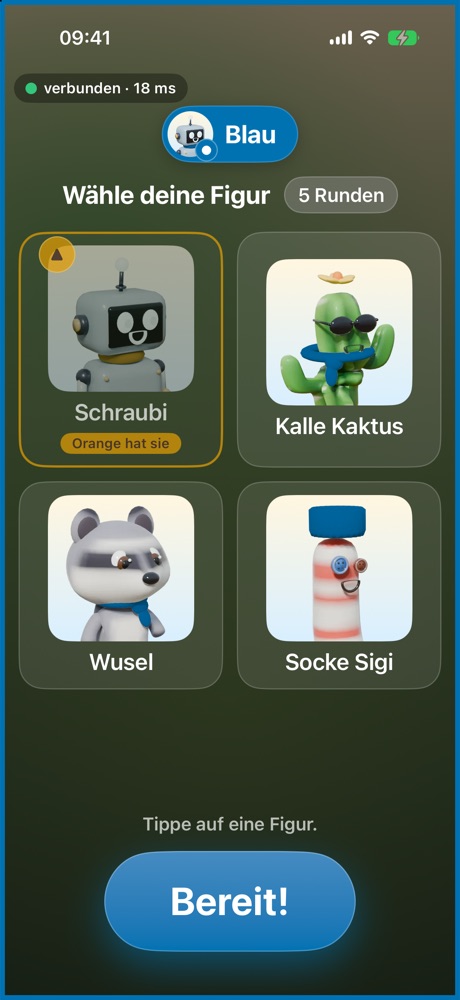 09:41
verbunden · 18 ms
Blau
Wähle deine Figur
5 Runden
Schraubi
Orange hat sie
Kalle Kaktus
Wusel
Socke Sigi
Tippe auf eine Figur.
Bereit!